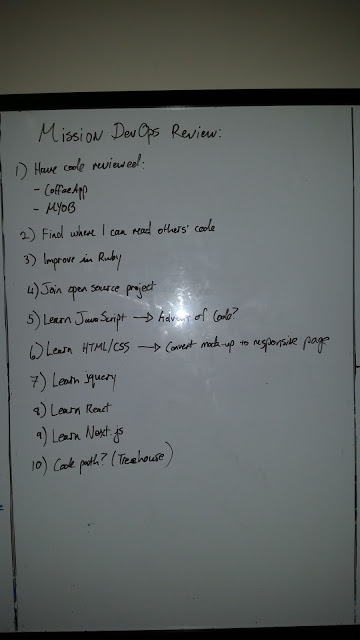 Mission DevOps Review:
1) Have code reviewed:
- CoffeeApp
- MYOB
2) Find where I can read others' code
3) Improve in Ruby
4) Join open source project
5) Learn JavaScript → Advent of Code?
6) Learn HTML/CSS → Convert mock-up to responsive page
7) Learn Jquery
8) Learn React
9) Learn Next.js
10) Code path? (Treehouse)